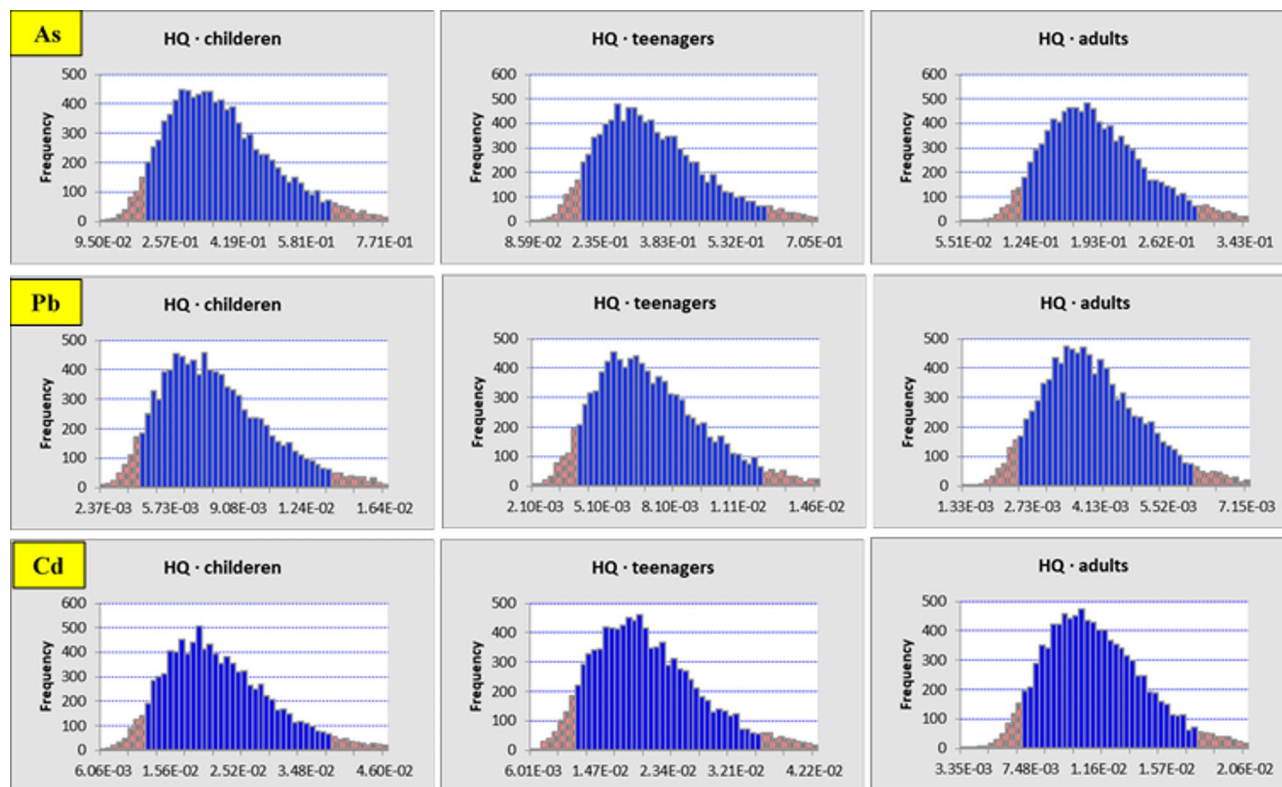 As
HQ · childeren
Frequency
500
400
300
200
100
0
9.50E-02 2.57E-01 4.19E-01 5.81E-01 7.71E-01
HQ · teenagers
Frequency
600
500
400
300
200
100
0
8.59E-02 2.35E-01 3.83E-01 5.32E-01 7.05E-01
HQ · adults
Frequency
600
500
400
300
200
100
0
5.51E-02 1.24E-01 1.93E-01 2.62E-01 3.43E-01
Pb
HQ · childeren
Frequency
500
400
300
200
100
0
2.37E-03 5.73E-03 9.08E-03 1.24E-02 1.64E-02
HQ · teenagers
Frequency
500
400
300
200
100
0
2.10E-03 5.10E-03 8.10E-03 1.11E-02 1.46E-02
HQ · adults
Frequency
500
400
300
200
100
0
1.33E-03 2.73E-03 4.13E-03 5.52E-03 7.15E-03
Cd
HQ · childeren
Frequency
600
500
400
300
200
100
0
6.06E-03 1.56E-02 2.52E-02 3.48E-02 4.60E-02
HQ · teenagers
Frequency
500
400
300
200
100
0
6.01E-03 1.47E-02 2.34E-02 3.21E-02 4.22E-02
HQ · adults
Frequency
500
400
300
200
100
0
3.35E-03 7.48E-03 1.16E-02 1.57E-02 2.06E-02